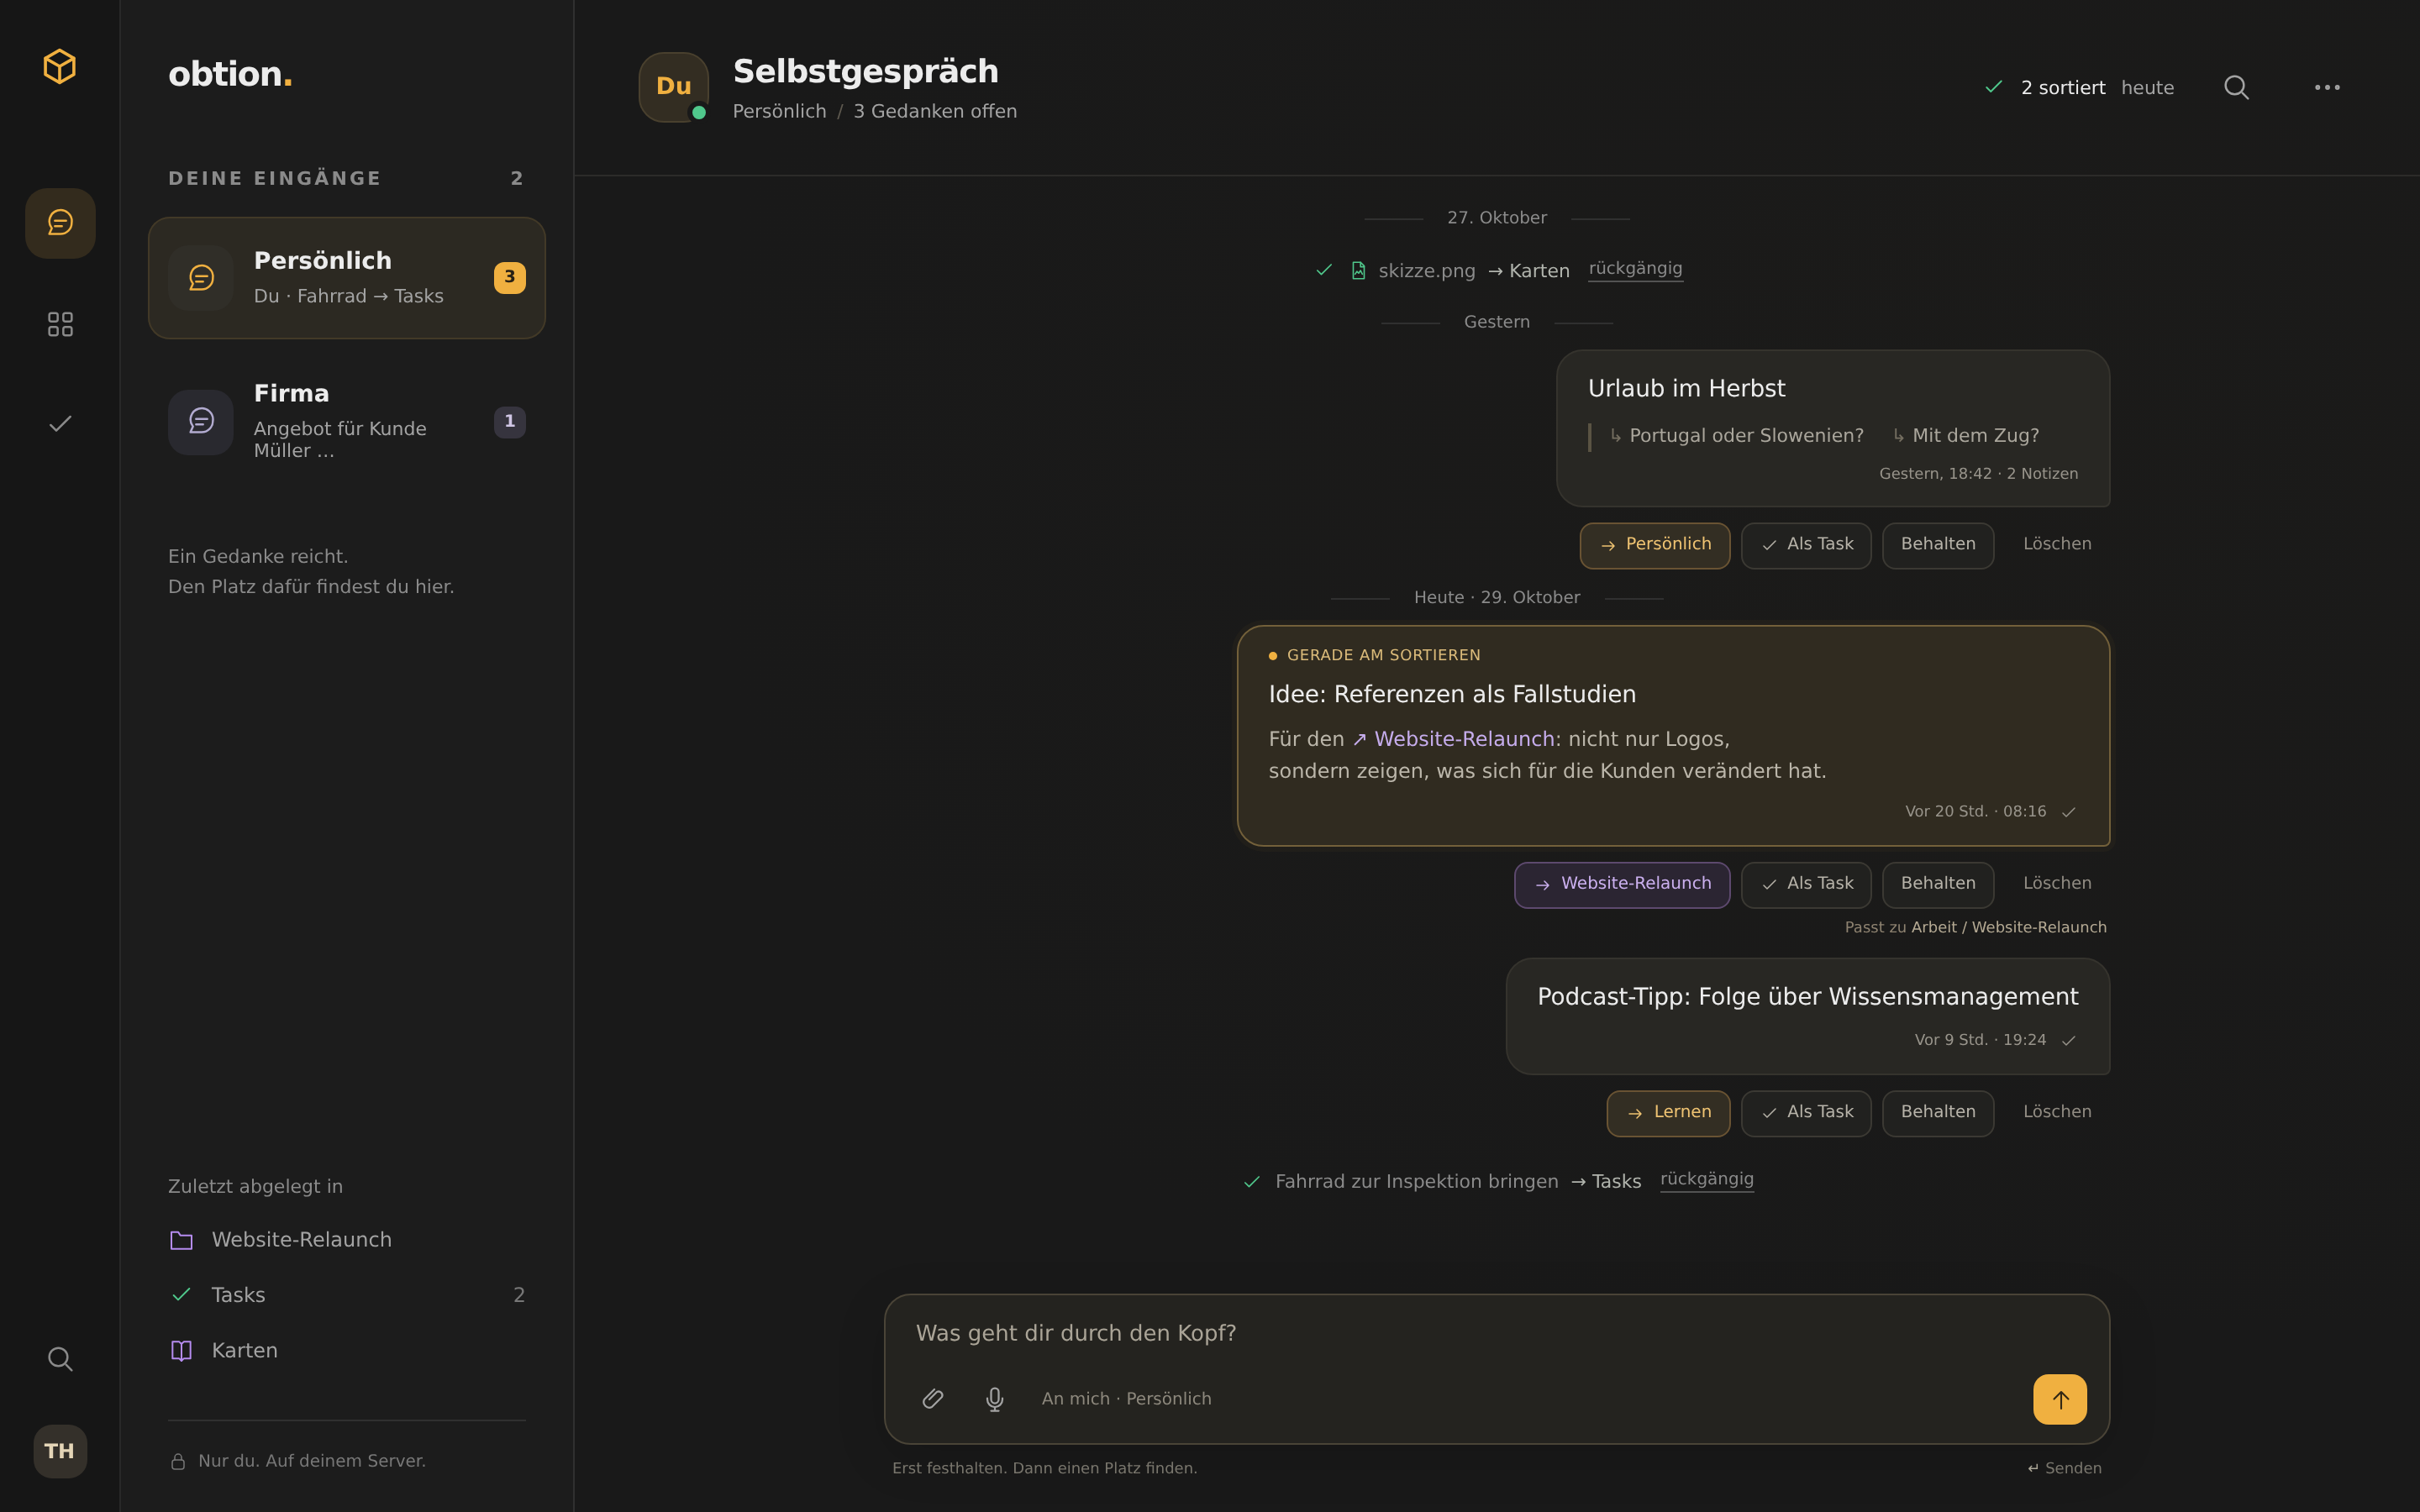 obtion.
DEINE EINGÄNGE 2
Persönlich
Du · Fahrrad → Tasks
3
Firma
Angebot für Kunde
Müller ...
1
Ein Gedanke reicht.
Den Platz dafür findest du hier.
Zuletzt abgelegt in
Website-Relaunch
Tasks 2
Karten
Nur du. Auf deinem Server.
TH
Du
Selbstgespräch
Persönlich / 3 Gedanken offen
2 sortiert heute
27. Oktober
skizze.png → Karten rückgängig
Gestern
Urlaub im Herbst
↳ Portugal oder Slowenien? ↳ Mit dem Zug?
Gestern, 18:42 · 2 Notizen
→ Persönlich ✓ Als Task Behalten Löschen
Heute · 29. Oktober
GERADE AM SORTIEREN
Idee: Referenzen als Fallstudien
Für den ↗ Website-Relaunch: nicht nur Logos,
sondern zeigen, was sich für die Kunden verändert hat.
Vor 20 Std. · 08:16 ✓
→ Website-Relaunch ✓ Als Task Behalten Löschen
Passt zu Arbeit / Website-Relaunch
Podcast-Tipp: Folge über Wissensmanagement
Vor 9 Std. · 19:24 ✓
→ Lernen ✓ Als Task Behalten Löschen
Fahrrad zur Inspektion bringen → Tasks rückgängig
Was geht dir durch den Kopf?
An mich · Persönlich
Erst festhalten. Dann einen Platz finden.
↵ Senden